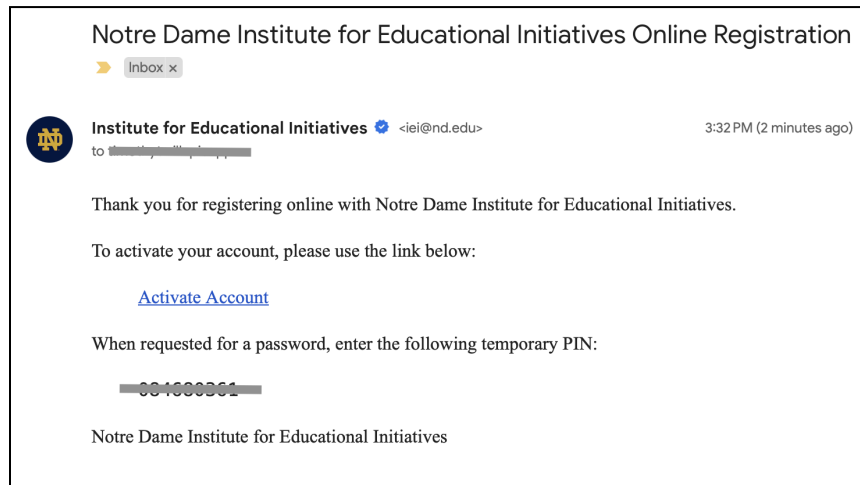 Notre Dame Institute for Educational Initiatives Online Registration
Inbox ×
Institute for Educational Initiatives <iei@nd.edu> 3:32 PM (2 minutes ago)
to
Thank you for registering online with Notre Dame Institute for Educational Initiatives.
To activate your account, please use the link below:
Activate Account
When requested for a password, enter the following temporary PIN:
Notre Dame Institute for Educational Initiatives